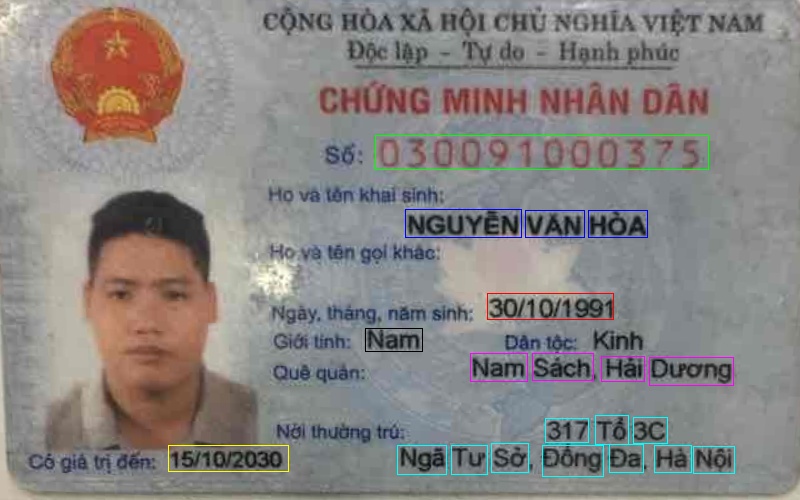 CỘNG HÒA XÃ HỘI CHỦ NGHĨA VIỆT NAM
Độc lập - Tự do - Hạnh phúc
CHỨNG MINH NHÂN DÂN
Số: 030091000375
Họ và tên khai sinh:
NGUYỄN VĂN HÒA
Họ và tên gọi khác:
Ngày, tháng, năm sinh: 30/10/1991
Giới tính: Nam Dân tộc: Kinh
Quê quán: Nam Sách, Hải Dương
Nơi thường trú: 317 Tổ 3C
Có giá trị đến: 15/10/2030 Ngã Tư Sở, Đống Đa, Hà Nội